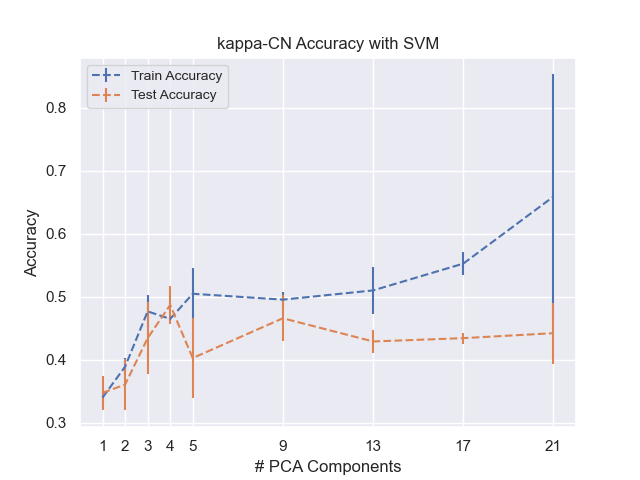 kappa-CN Accuracy with SVM
Train Accuracy
Test Accuracy
0.8
0.7
0.6
0.5
0.4
0.3
Accuracy
1 2 3 4 5 9 13 17 21
# PCA Components